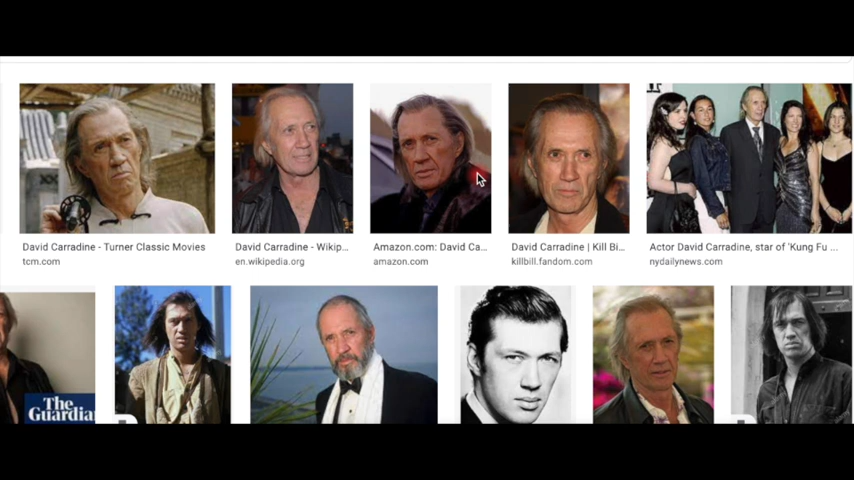 David Carradine - Turner Classic Movies
tcm.com
David Carradine - Wikip...
en.wikipedia.org
Amazon.com: David Ca...
amazon.com
David Carradine | Kill Bi...
killbill.fandom.com
Actor David Carradine, star of 'Kung Fu ...
nydailynews.com
The
Guardian